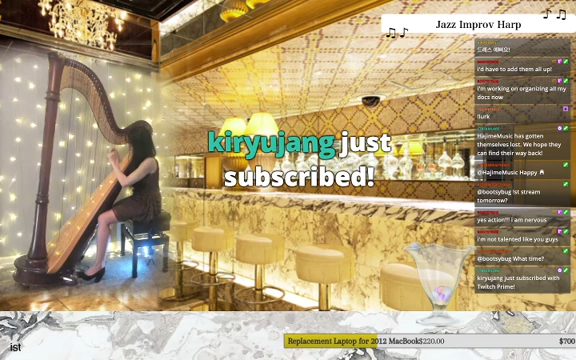 Jazz Improv Harp
드레스 예뻐요!
i'd have to add them all up!
i'm working on organizing all my
docs now
!lurk
HajimeMusic has gotten
themselves lost. We hope they
can find their way back!
@HajimeMusic Happy
@bootsybug !st stream
tomorrow?
yes action!!! i am nervous
i'm not talented like you guys
@bootsybug What time?
kiryujang just subscribed with
Twitch Prime!
kiryujang just
subscribed!
Replacement Laptop for 2012 MacBook$220.00
$700
ist